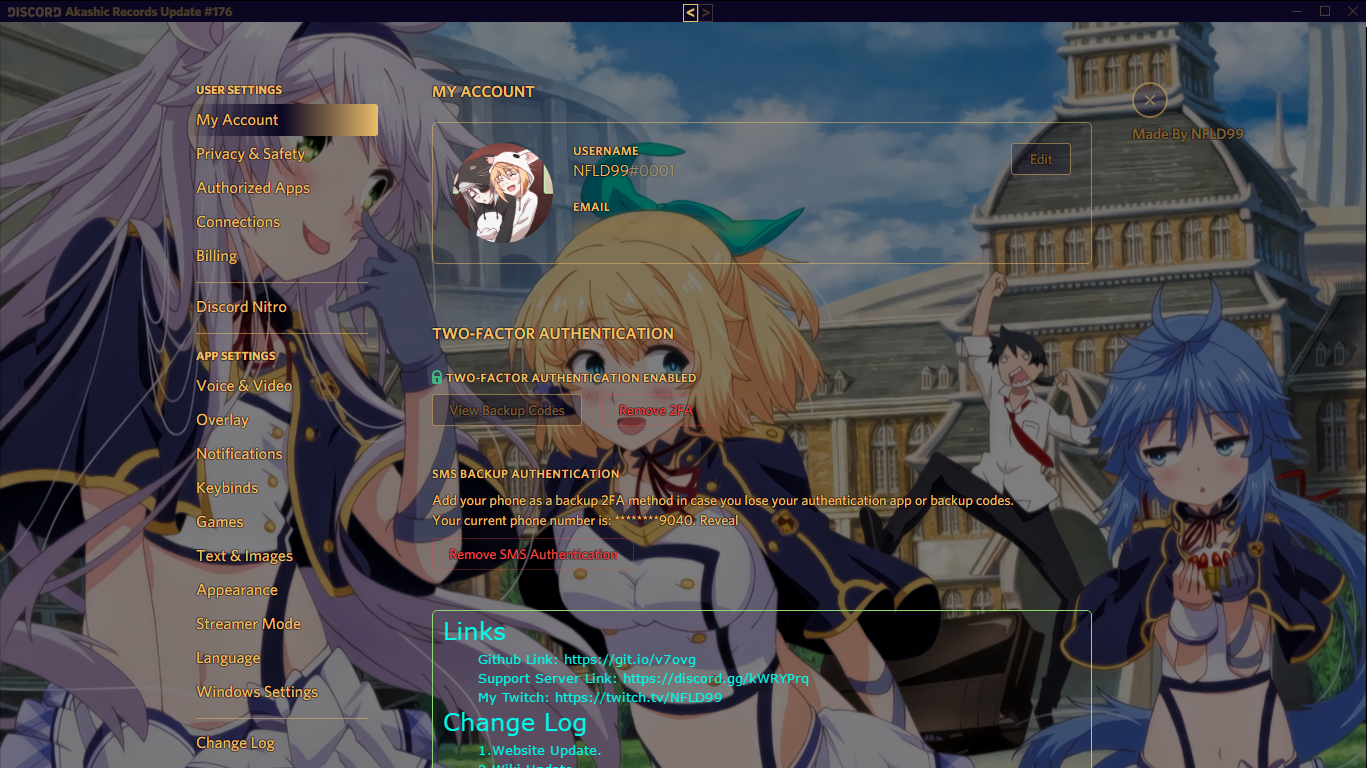 DISCORD Akashic Records Update #176
< >
USER SETTINGS
My Account
Privacy & Safety
Authorized Apps
Connections
Billing
Discord Nitro
APP SETTINGS
Voice & Video
Overlay
Notifications
Keybinds
Games
Text & Images
Appearance
Streamer Mode
Language
Windows Settings
Change Log
MY ACCOUNT
USERNAME
NFLD99#0001
EMAIL
Edit
Made By NFLD99
TWO-FACTOR AUTHENTICATION
TWO-FACTOR AUTHENTICATION ENABLED
View Backup Codes
Remove 2FA
SMS BACKUP AUTHENTICATION
Add your phone as a backup 2FA method in case you lose your authentication app or backup codes.
Your current phone number is: ********9040. Reveal
Remove SMS Authentication
Links
Github Link: https://git.io/v7ovg
Support Server Link: https://discord.gg/kWRYPrq
My Twitch: https://twitch.tv/NFLD99
Change Log
1.Website Update.
2.Wiki Update.